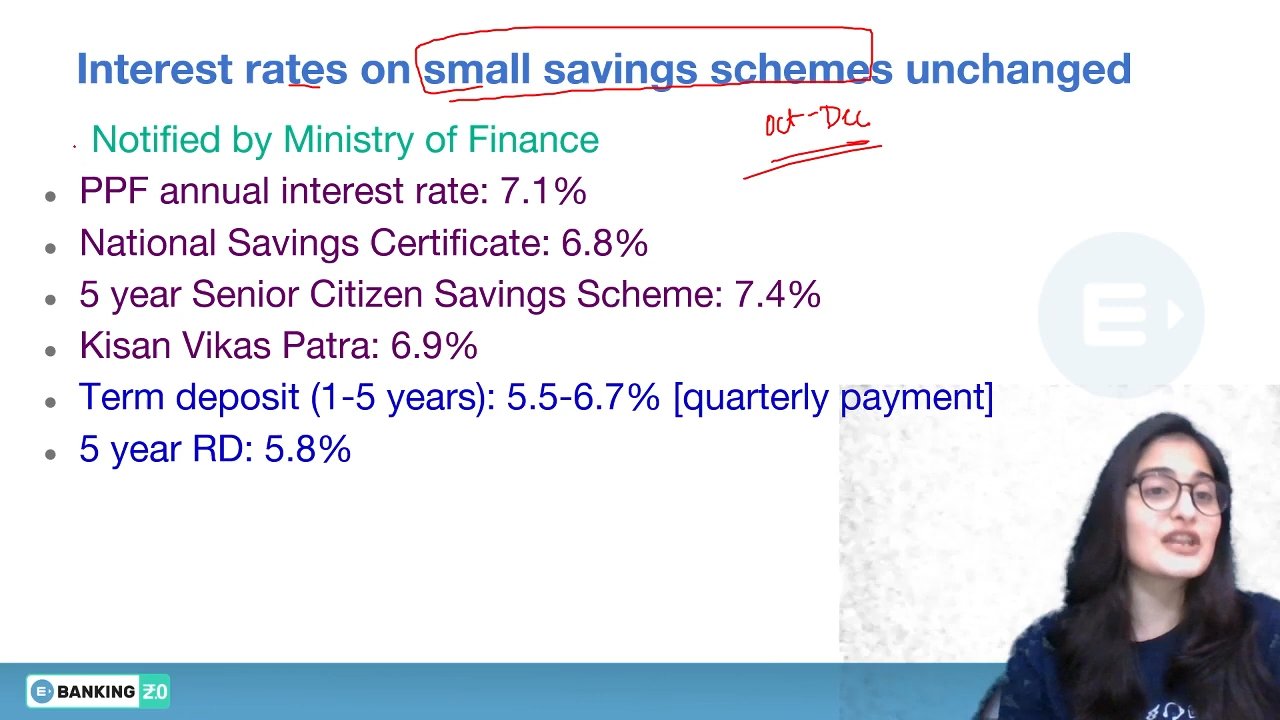 Interest rates on small savings schemes unchanged
Oct-Dec
Notified by Ministry of Finance
PPF annual interest rate: 7.1%
National Savings Certificate: 6.8%
5 year Senior Citizen Savings Scheme: 7.4%
Kisan Vikas Patra: 6.9%
Term deposit (1-5 years): 5.5-6.7% [quarterly payment]
5 year RD: 5.8%
E BANKING 2.0